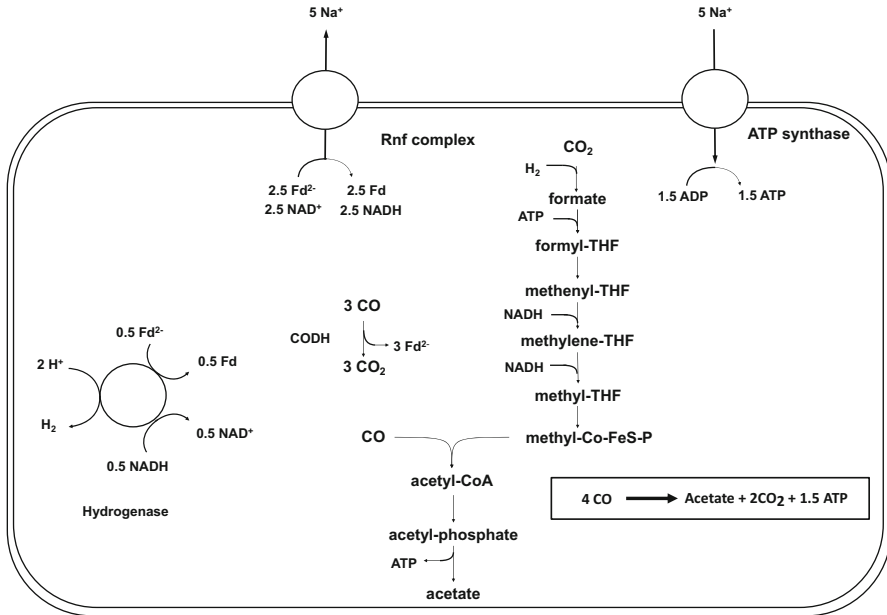 5 Na⁺
5 Na⁺
Rnf complex
ATP synthase
2.5 Fd²⁻
2.5 Fd
2.5 NAD⁺
2.5 NADH
1.5 ADP
1.5 ATP
CO₂
H₂
formate
ATP
formyl-THF
methenyl-THF
NADH
methylene-THF
NADH
methyl-THF
methyl-Co-FeS-P
3 CO
CODH
3 Fd²⁻
3 CO₂
0.5 Fd²⁻
2 H⁺
0.5 Fd
H₂
0.5 NAD⁺
0.5 NADH
Hydrogenase
CO
acetyl-CoA
acetyl-phosphate
ATP
acetate
4 CO Acetate + 2CO₂ + 1.5 ATP